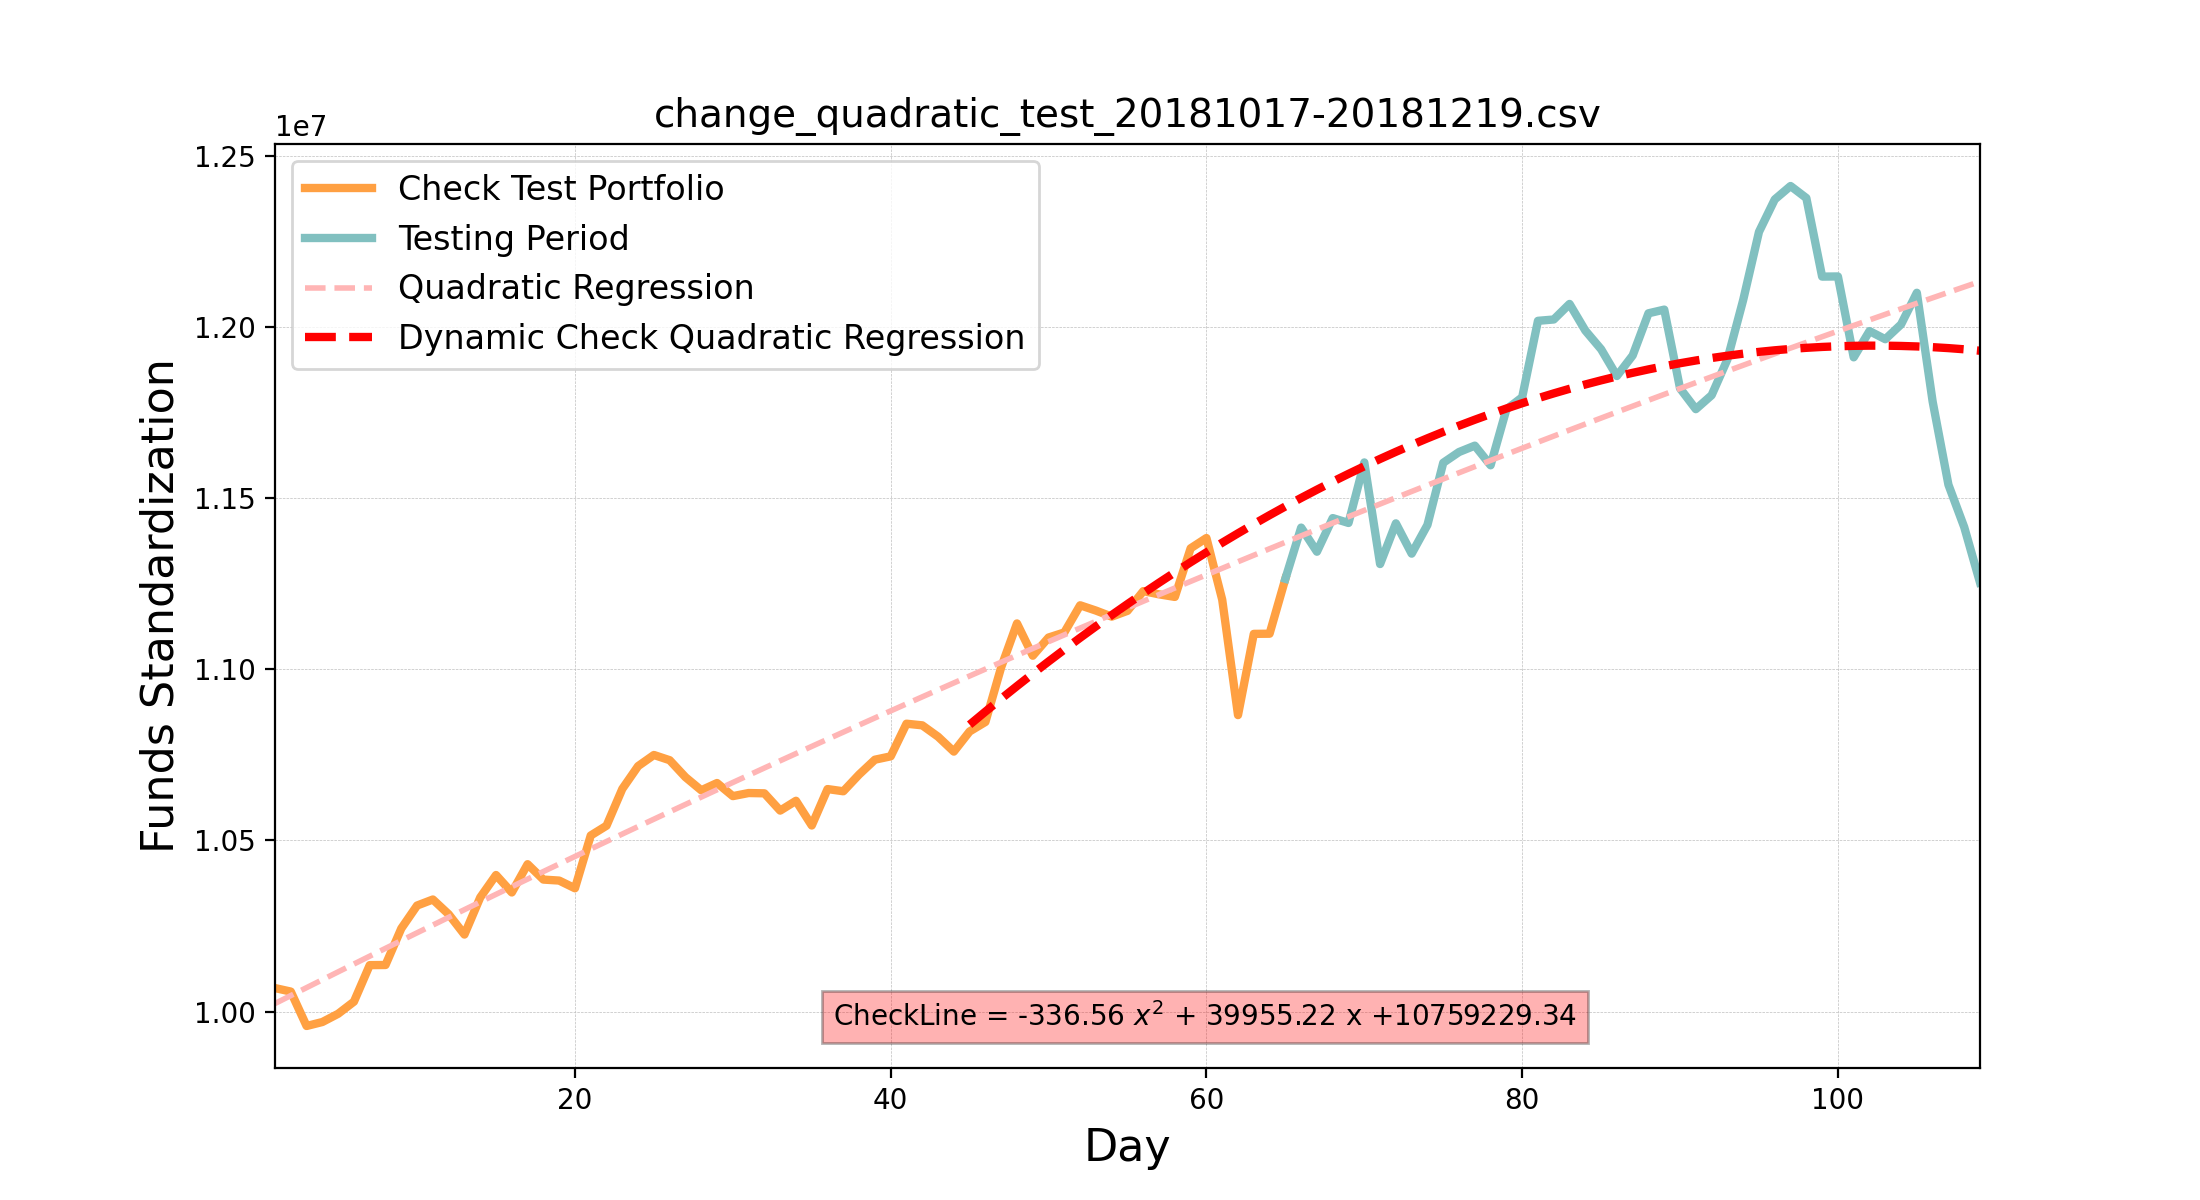 change_quadratic_test_20181017-20181219.csv
1e7
1.25
1.20
1.15
1.10
1.05
1.00
Funds Standardization
Check Test Portfolio
Testing Period
Quadratic Regression
Dynamic Check Quadratic Regression
CheckLine = -336.56 x² + 39955.22 x +10759229.34
20 40 60 80 100
Day